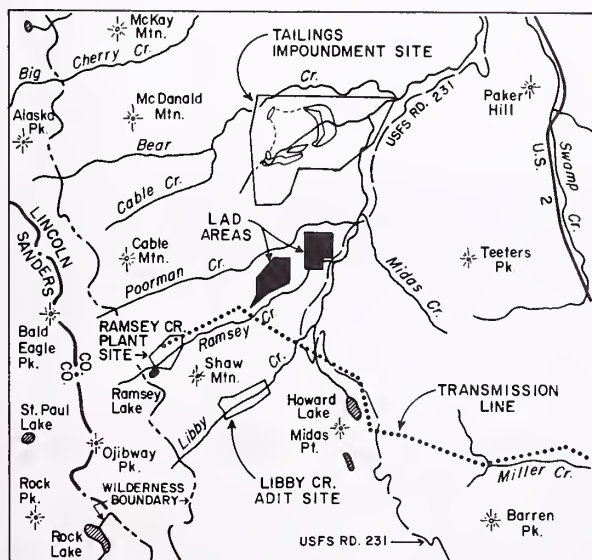 McKay
Mtn.
TAILINGS
IMPOUNDMENT SITE
Big Cherry Cr.
Cr.
McDanald
Mtn.
USFS RD. 231
Paker
Hill
Alaska
Pk.
Bear
U.S. 2
Swamp Cr.
Cable Cr.
LAD
AREAS
LINCOLN
SANDERS
CO.
CO.
Cable
Mtn.
Poorman Cr.
Midas Cr.
Teeters
Pk.
RAMSEY CR.
PLANT
SITE
Ramsey Cr.
Bald
Eagle
Pk.
Shaw
Mtn.
Ramsey
Lake
Howard
Lake
TRANSMISSION
LINE
St. Paul
Lake
Libby Cr.
Midas
Pt.
Ojibway
Pk.
LIBBY CR.
ADIT SITE
Miller Cr.
Rock
Pk.
WILDERNESS
BOUNDARY
Rock
Lake
USFS RD. 231
Barren
Pk.